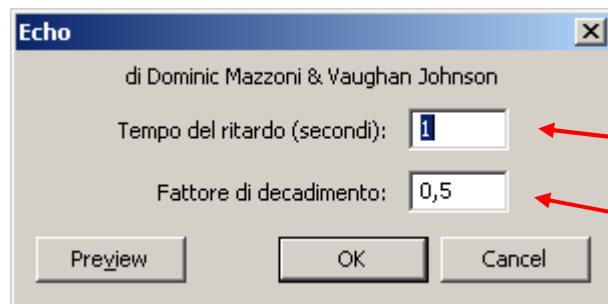 Echo
di Dominic Mazzoni & Vaughan Johnson
Tempo del ritardo (secondi): 1
Fattore di decadimento: 0,5
Preview OK Cancel